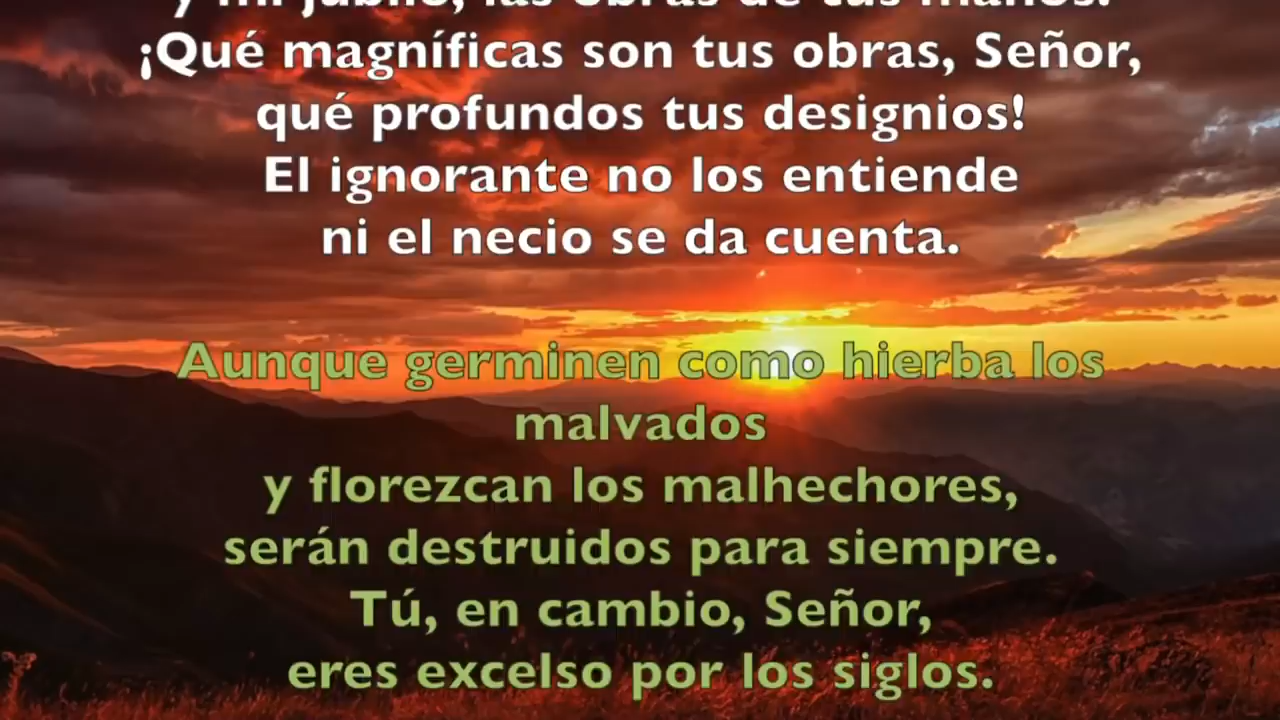 y mi júbilo, las obras de tus manos.
¡Qué magníficas son tus obras, Señor,
qué profundos tus designios!
El ignorante no los entiende
ni el necio se da cuenta.
Aunque germinen como hierba los
malvados
y florezcan los malhechores,
serán destruidos para siempre.
Tú, en cambio, Señor,
eres excelso por los siglos.